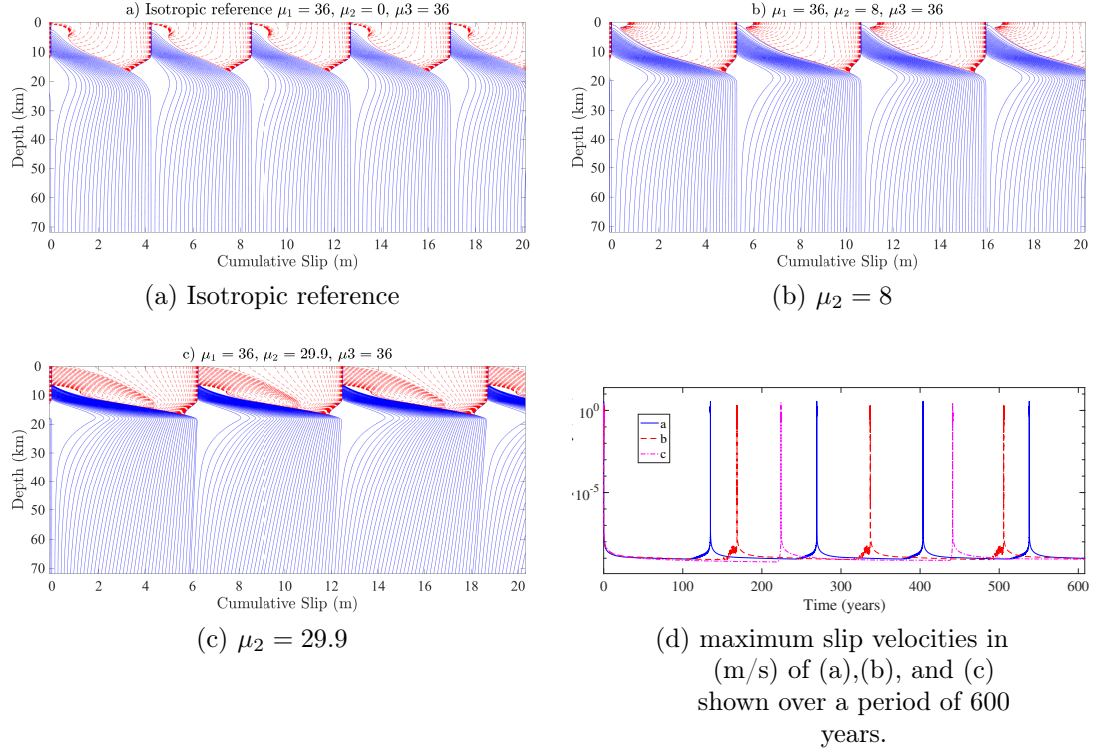 a) Isotropic reference μ₁ = 36, μ₂ = 0, μ3 = 36
0
10
20
30
40
50
60
70
Depth (km)
2 4 6 8 10 12 14 16 18 20
Cumulative Slip (m)
(a) Isotropic reference
b) μ₁ = 36, μ₂ = 8, μ3 = 36
0
10
20
30
40
50
60
70
Depth (km)
0 2 4 6 8 10 12 14 16 18 20
Cumulative Slip (m)
(b) μ₂ = 8
c) μ₁ = 36, μ₂ = 29.9, μ3 = 36
0
10
20
30
40
50
60
70
Depth (km)
0 2 4 6 8 10 12 14 16 18 20
Cumulative Slip (m)
(c) μ₂ = 29.9
10⁰
10⁻⁵
a
b
c
0 100 200 300 400 500 600
Time (years)
(d) maximum slip velocities in
(m/s) of (a),(b), and (c)
shown over a period of 600
years.